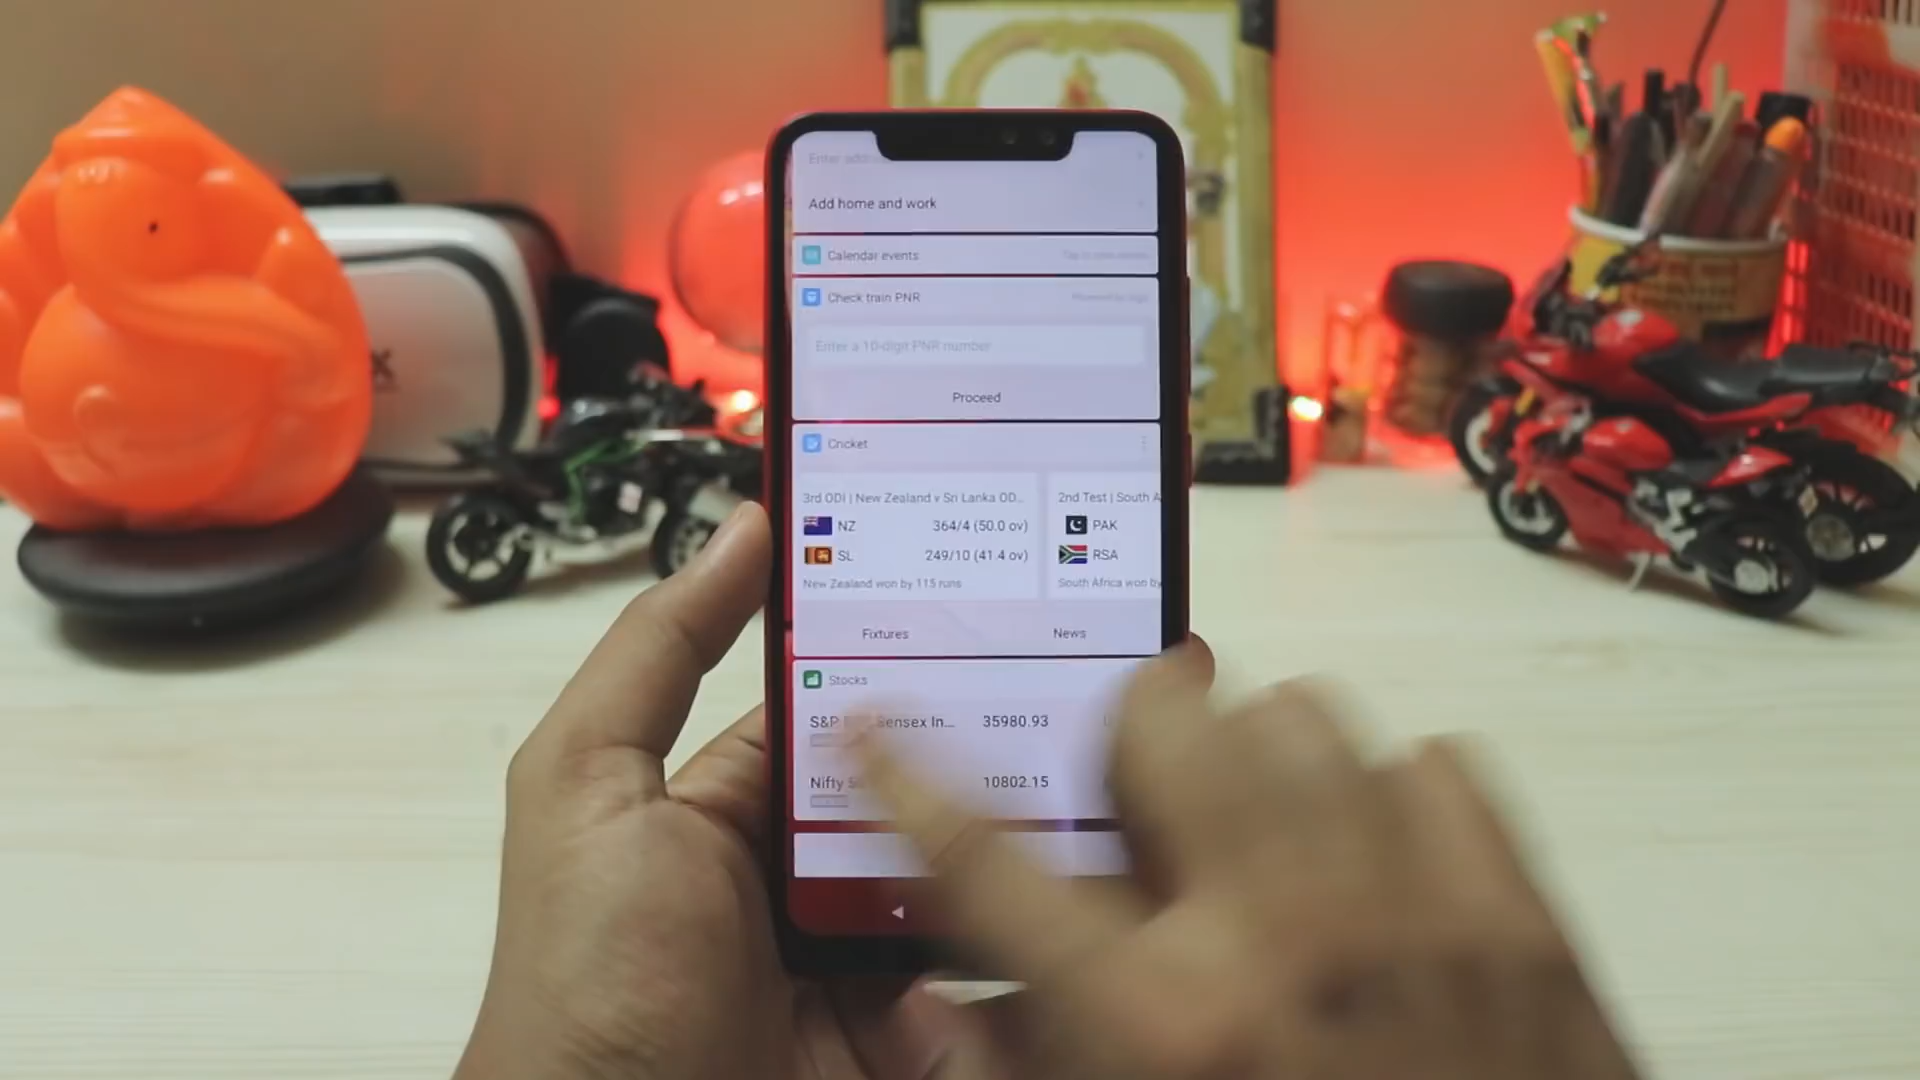 Enter
Add home and work
Calendar events
Check train PNR
Enter a 10-digit PNR number
Proceed
Cricket
3rd ODI | New Zealand v Sri Lanka OD...
NZ 364/4 (50.0 ov)
SL 249/10 (41.4 ov)
New Zealand won by 115 runs
2nd Test | South A
PAK
RSA
South Africa won by
Fixtures
News
Stocks
S&P Sensex In... 35980.93
Nifty 10802.15
X